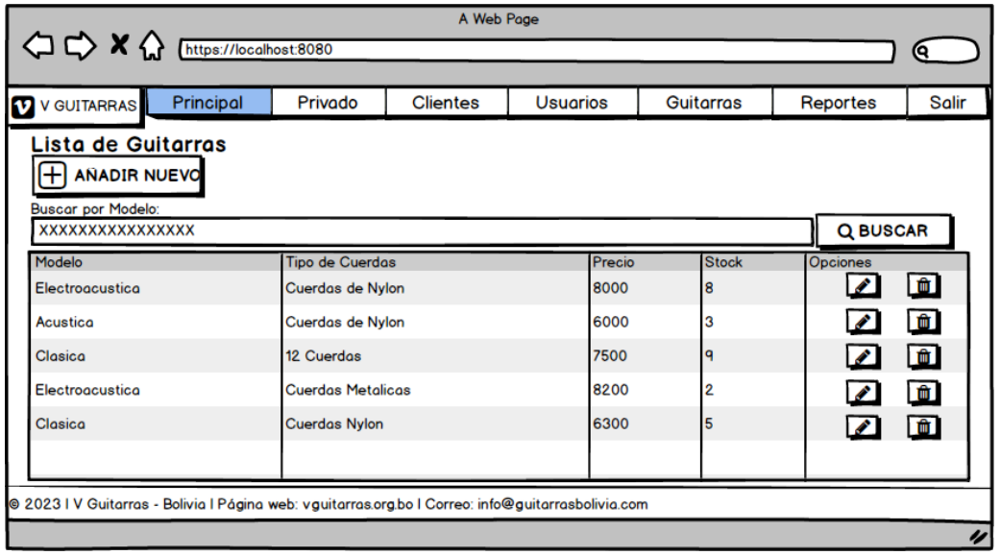 A Web Page
https://localhost:8080
V GUITARRAS Principal Privado Clientes Usuarios Guitarras Reportes Salir
Lista de Guitarras
AÑADIR NUEVO
Buscar por Modelo:
XXXXXXXXXXXXXXXX BUSCAR
Modelo Tipo de Cuerdas Precio Stock Opciones
Electroacustica Cuerdas de Nylon 8000 8
Acustica Cuerdas de Nylon 6000 3
Clasica 12 Cuerdas 7500 9
Electroacustica Cuerdas Metalicas 8200 2
Clasica Cuerdas Nylon 6300 5
© 2023 | V Guitarras - Bolivia | Página web: vguitarras.org.bo | Correo: info@guitarrasbolivia.com